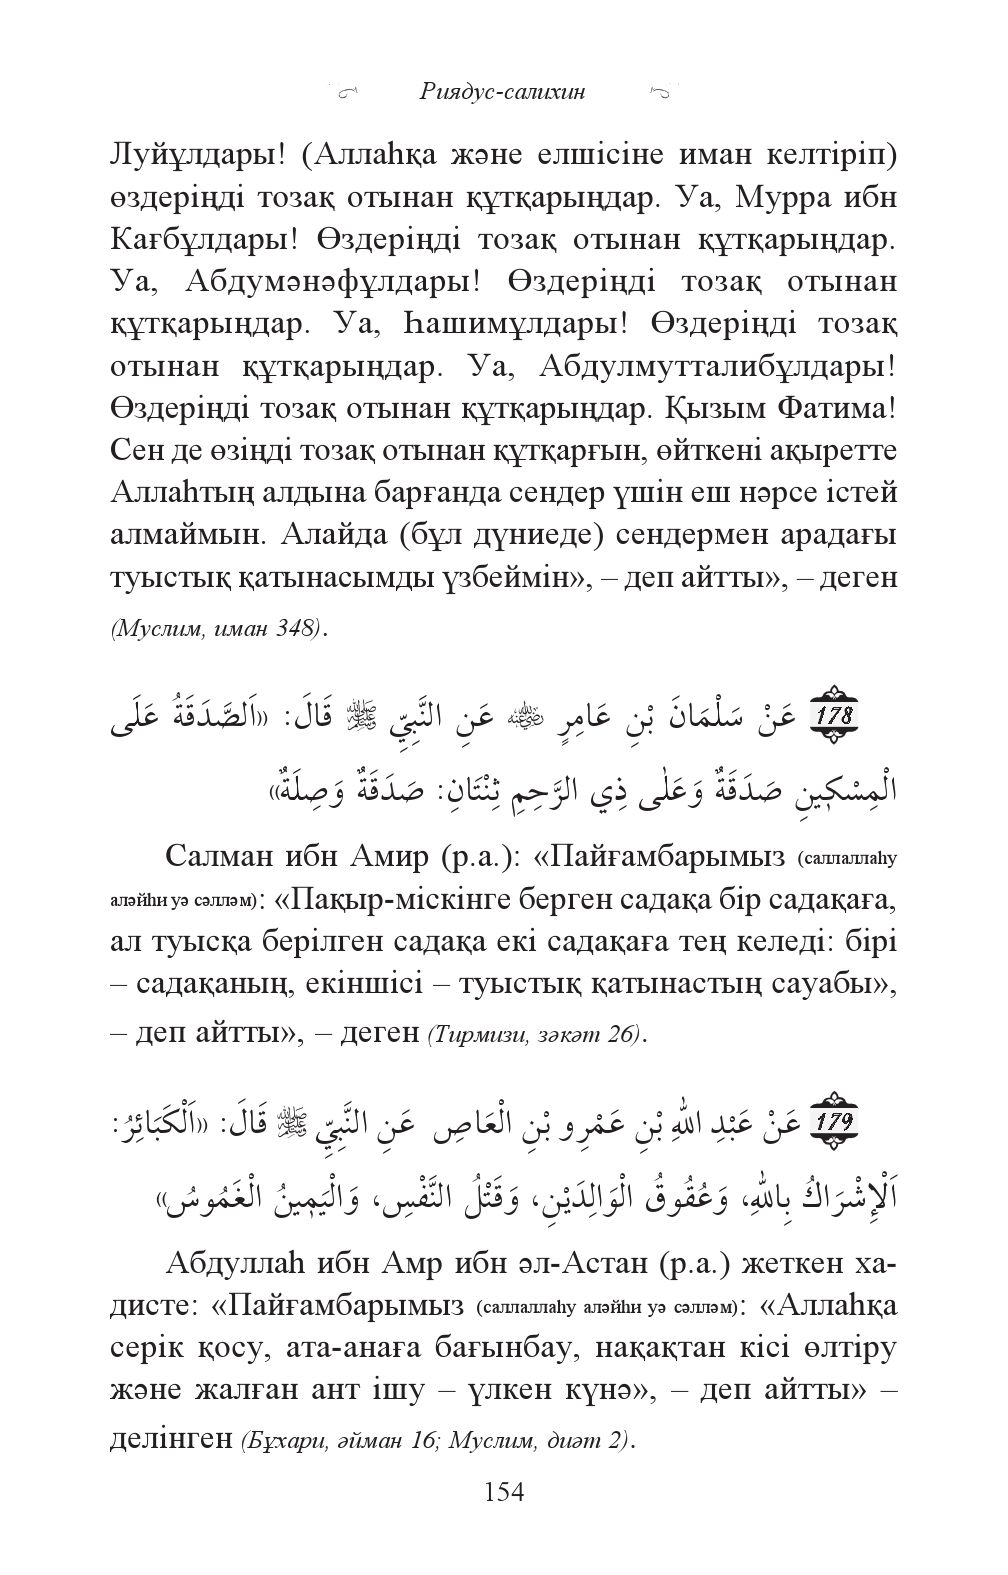 Риядус-салихин
Луйұлдары! (Аллаһқа және елшісіне иман келтіріп)
өздеріңді тозақ отынан құтқарыңдар. Уа, Мурра ибн
Кағбұлдары! Өздеріңді тозақ отынан құтқарыңдар.
Уа, Абдумәнәфұлдары! Өздеріңді тозақ отынан
құтқарыңдар. Уа, Һашимұлдары! Өздеріңді тозақ
отынан құтқарыңдар. Уа, Абдулмутталибұлдары!
Өздеріңді тозақ отынан құтқарыңдар. Қызым Фатима!
Сен де өзіңді тозақ отынан құтқарғын, өйткені ақыретте
Аллаһтың алдына барғанда сендер үшін еш нәрсе істей
алмаймын. Алайда (бұл дүниеде) сендермен арадағы
туыстық қатынасымды үзбеймін», – деп айтты», – деген
(Муслим, иман 348).
178 عَنْ سَلْمَانَ بْنِ عَامِرٍ ﵁ عَنِ النَّبِيِّ ﷺ قَالَ: «اَلصَّدَقَةُ عَلَى
الْمِسْكِينِ صَدَقَةٌ وَعَلٰى ذِي الرَّحِمِ ثِنْتَانِ: صَدَقَةٌ وَصِلَةٌ»
Салман ибн Амир (р.а.): «Пайғамбарымыз (саллаллаһу
аләйһи уә сәлләм): «Пақыр-міскінге берген садақа бір садақаға,
ал туысқа берілген садақа екі садақаға тең келеді: бірі
– садақаның, екіншісі – туыстық қатынастың сауабы»,
– деп айтты», – деген (Тирмизи, зәкәт 26).
179 عَنْ عَبْدِ اللهِ بْنِ عَمْرِو بْنِ الْعَاصِ عَنِ النَّبِيِّ ﷺ قَالَ: «اَلْكَبَائِرُ:
اَلْإِشْرَاكُ بِاللهِ، وَعُقُوقُ الْوَالِدَيْنِ، وَقَتْلُ النَّفْسِ، وَالْيَمِينُ الْغَمُوسُ»
Абдуллаһ ибн Амр ибн әл-Астан (р.а.) жеткен ха-
дисте: «Пайғамбарымыз (саллаллаһу аләйһи уә сәлләм): «Аллаһқа
серік қосу, ата-анаға бағынбау, нақақтан кісі өлтіру
және жалған ант ішу – үлкен күнә», – деп айтты» –
делінген (Бұхари, әйман 16; Муслим, диәт 2).
154